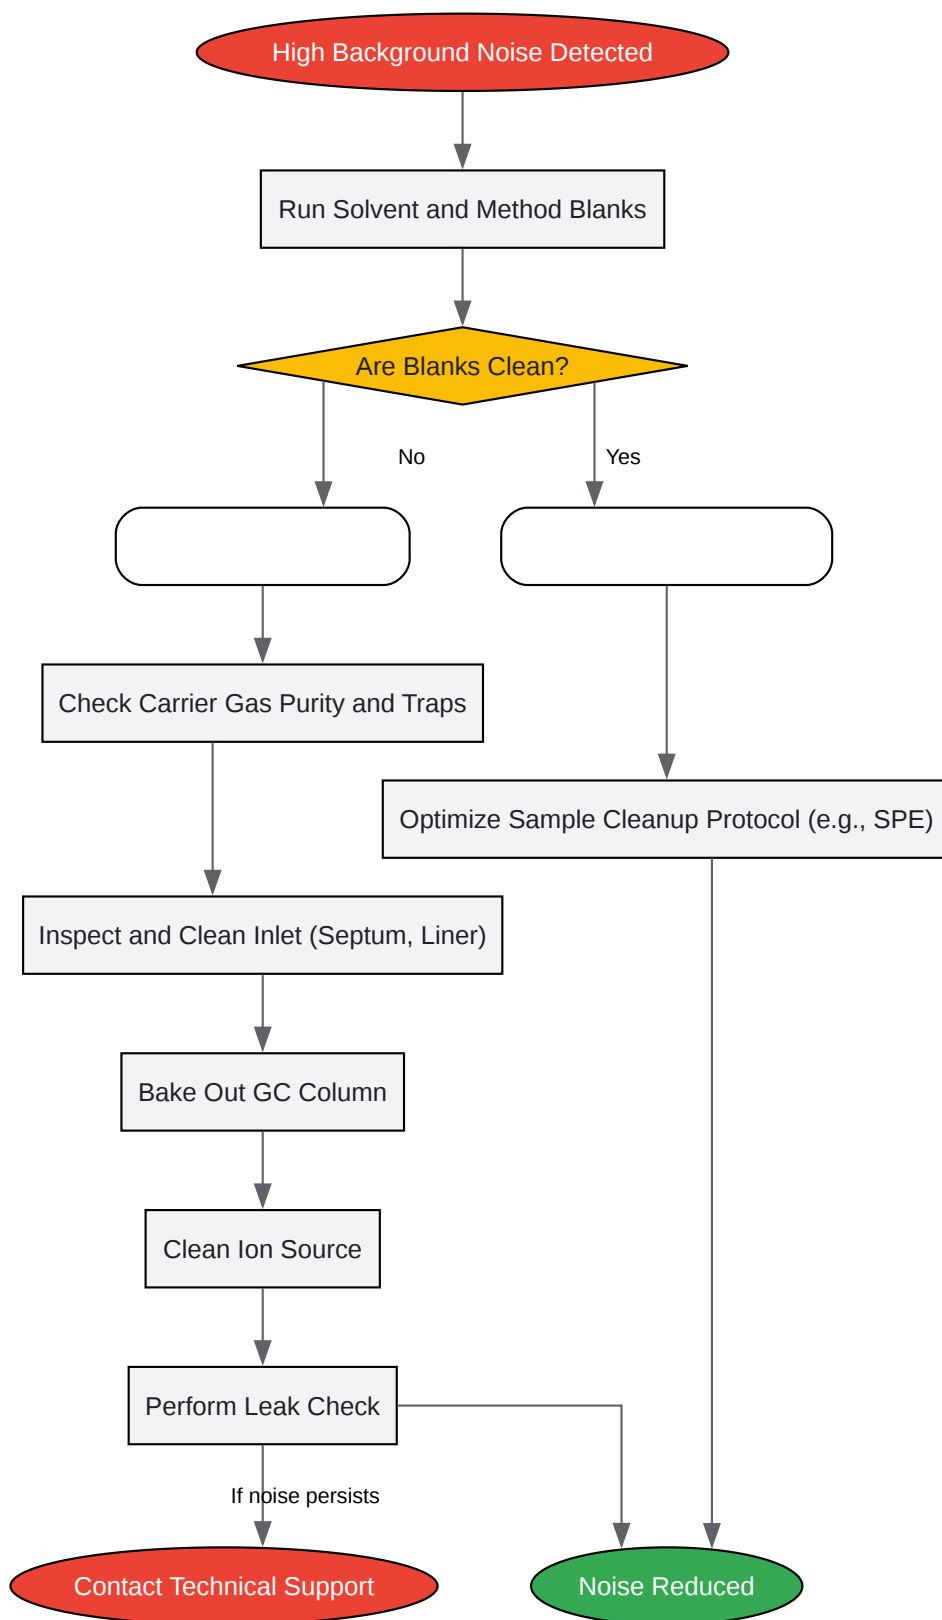 High Background Noise Detected
Run Solvent and Method Blanks
Are Blanks Clean?
No
Yes
Check Carrier Gas Purity and Traps
Optimize Sample Cleanup Protocol (e.g., SPE)
Inspect and Clean Inlet (Septum, Liner)
Bake Out GC Column
Clean Ion Source
Perform Leak Check
If noise persists
Contact Technical Support
Noise Reduced